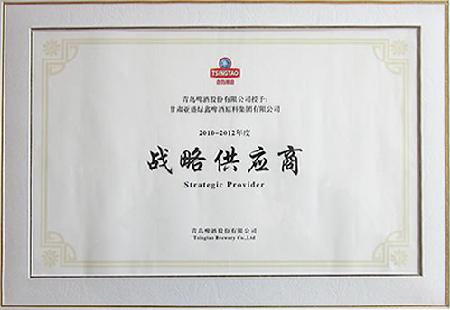 TSINGTAO
青岛啤酒
青岛啤酒股份有限公司授予:
甘肃亚盛绿鑫啤酒原料集团有限公司
2010-2012年度
战略供应商
Strategic Provider
青岛啤酒股份有限公司
Tsingtao Brewery Co.,Ltd